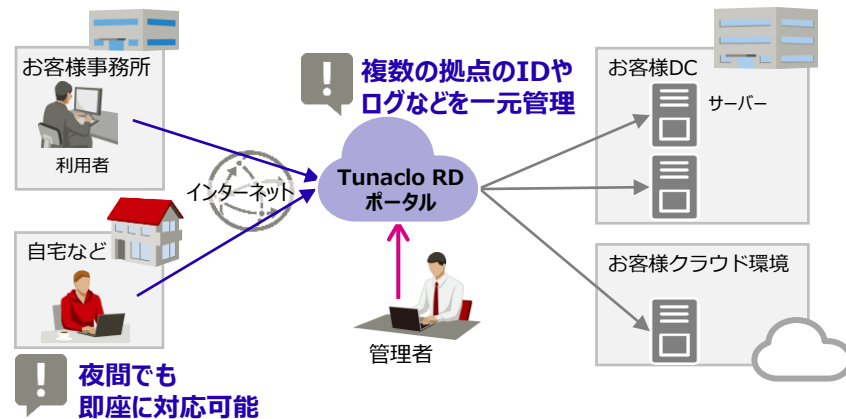 お客様事務所
利用者
自宅など
!
夜間でも
即座に対応可能
インターネット
!
複数の拠点のIDや
ログなどを一元管理
Tunaclo RD
ポータル
管理者
お客様DC
サーバー
お客様クラウド環境